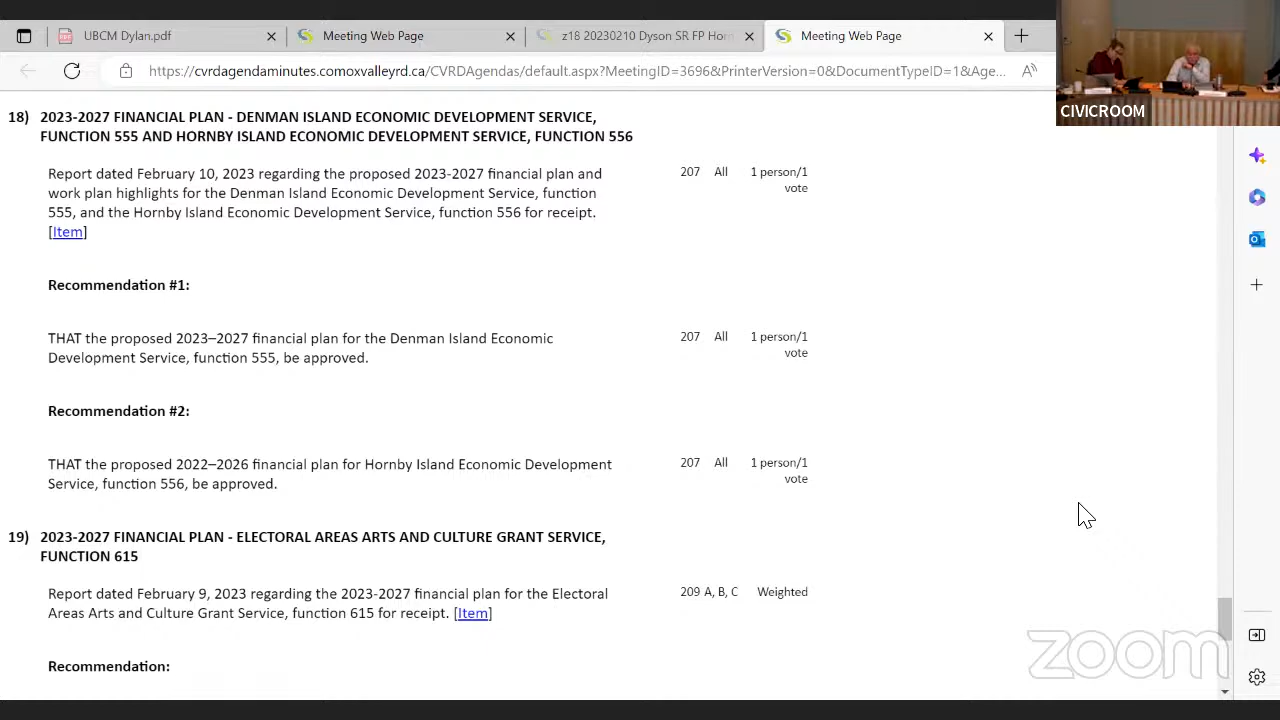 UBCM Dylan.pdf
Meeting Web Page
z18 20230210 Dyson SR FP Horn
Meeting Web Page
https://cvrdagendaminutes.comoxvalleyrd.ca/CVRDAgendas/default.aspx?MeetingID=3696&PrinterVersion=0&DocumentTypeID=1&Age...
CIVICROOM
18) 2023-2027 FINANCIAL PLAN - DENMAN ISLAND ECONOMIC DEVELOPMENT SERVICE,
FUNCTION 555 AND HORNBY ISLAND ECONOMIC DEVELOPMENT SERVICE, FUNCTION 556
Report dated February 10, 2023 regarding the proposed 2023-2027 financial plan and 207 All 1 person/1
work plan highlights for the Denman Island Economic Development Service, function vote
555, and the Hornby Island Economic Development Service, function 556 for receipt.
[Item]
Recommendation #1:
THAT the proposed 2023–2027 financial plan for the Denman Island Economic 207 All 1 person/1
Development Service, function 555, be approved. vote
Recommendation #2:
THAT the proposed 2022–2026 financial plan for Hornby Island Economic Development 207 All 1 person/1
Service, function 556, be approved. vote
19) 2023-2027 FINANCIAL PLAN - ELECTORAL AREAS ARTS AND CULTURE GRANT SERVICE,
FUNCTION 615
Report dated February 9, 2023 regarding the 2023-2027 financial plan for the Electoral 209 A, B, C Weighted
Areas Arts and Culture Grant Service, function 615 for receipt. [Item]
Recommendation:
zoom